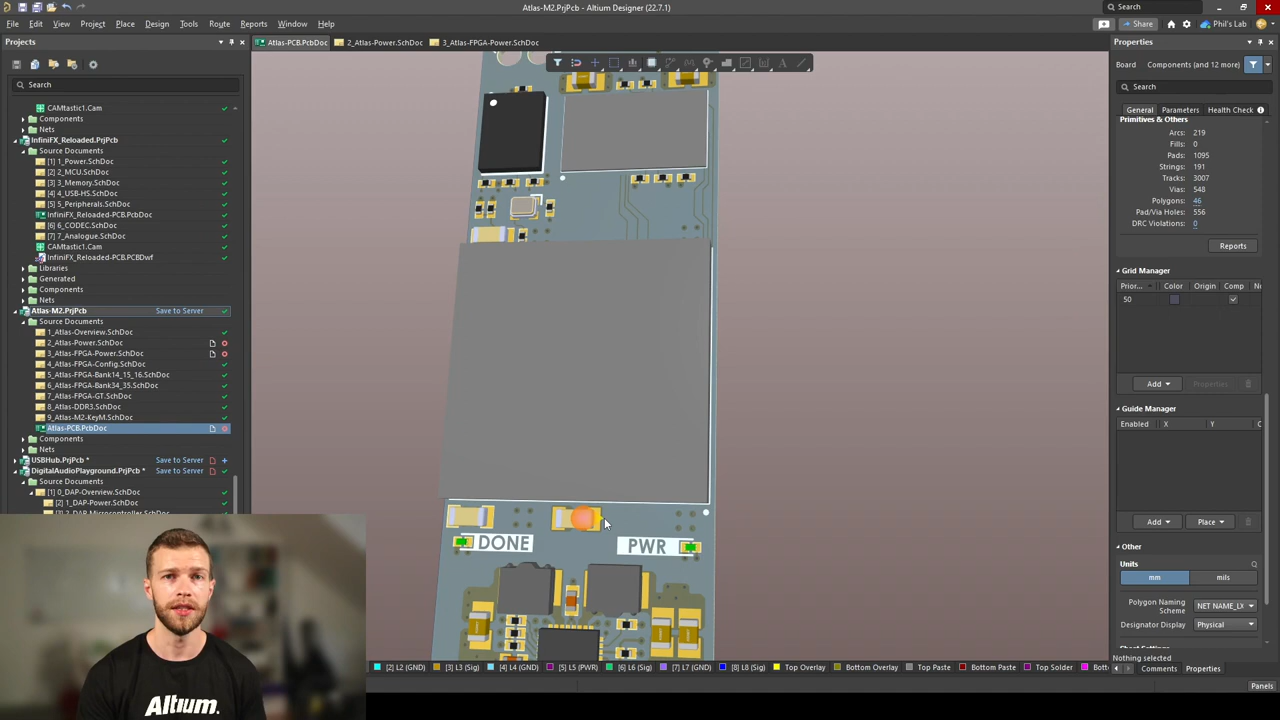 Atlas-M2.PrjPcb - Altium Designer (22.7.1)
Search
File Edit View Project Place Design Tools Route Reports Window Help
Share
Phil's Lab
Projects
Atlas-PCB.PcbDoc
2_Atlas-Power.SchDoc
3_Atlas-FPGA-Power.SchDoc
Properties
Board Components (and 12 more)
Search
Search
General Parameters Health Check
CAMtastic1.Cam
Components
Nets
InfiniFX_Reloaded.PrjPcb
Source Documents
[1] 1_Power.SchDoc
[2] 2_MCU.SchDoc
[3] 3_Memory.SchDoc
[4] 4_USB-HS.SchDoc
[5] 5_Peripherals.SchDoc
InfiniFX_Reloaded-PCB.PcbDoc
[6] 6_CODEC.SchDoc
[7] 7_Analogue.SchDoc
CAMtastic1.Cam
InfiniFX_Reloaded-PCB.PCBDwf
Libraries
Generated
Components
Nets
Atlas-M2.PrjPcb Save to Server
Source Documents
1_Atlas-Overview.SchDoc
2_Atlas-Power.SchDoc
3_Atlas-FPGA-Power.SchDoc
4_Atlas-FPGA-Config.SchDoc
5_Atlas-FPGA-Bank14_15_16.SchDoc
6_Atlas-FPGA-Bank34_35.SchDoc
7_Atlas-FPGA-GT.SchDoc
8_Atlas-DDR3.SchDoc
9_Atlas-M2-KeyM.SchDoc
Atlas-PCB.PcbDoc
Components
Nets
USBHub.PrjPcb * Save to Server
DigitalAudioPlayground.PrjPcb * Save to Server
Source Documents
[1] 0_DAP-Overview.SchDoc
[2] 1_DAP-Power.SchDoc
DONE
PWR
Primitives & Others
Arcs: 219
Fills: 0
Pads: 1095
Strings: 191
Tracks: 3007
Vias: 548
Polygons: 46
Pad/Via Holes: 556
DRC Violations: 0
Reports
Grid Manager
Prior... Color Origin Comp
50
Add Properties
Guide Manager
Enabled X Y C
Add Place
Other
Units
mm mils
Polygon Naming Scheme NET NAME_LX
Designator Display Physical
Nothing selected
Comments Properties
[2] L2 (GND) [3] L3 (Sig) [4] L4 (GND) [5] L5 (PWR) [6] L6 (Sig) [7] L7 (GND) [8] L8 (Sig) Top Overlay Bottom Overlay Top Paste Bottom Paste Top Solder Bott
Panels
Altium.